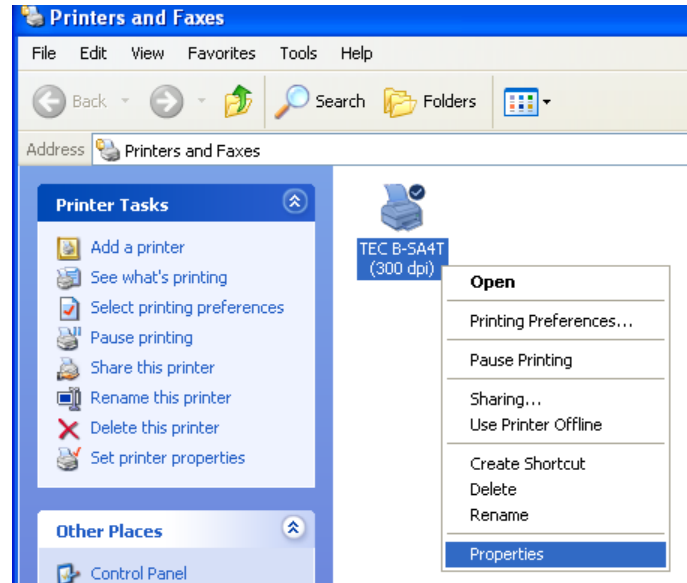 Printers and Faxes
File Edit View Favorites Tools Help
Back Search Folders
Address Printers and Faxes
Printer Tasks
Add a printer
See what's printing
Select printing preferences
Pause printing
Share this printer
Rename this printer
Delete this printer
Set printer properties
Other Places
Control Panel
TEC B-SA4T
(300 dpi)
Open
Printing Preferences...
Pause Printing
Sharing...
Use Printer Offline
Create Shortcut
Delete
Rename
Properties